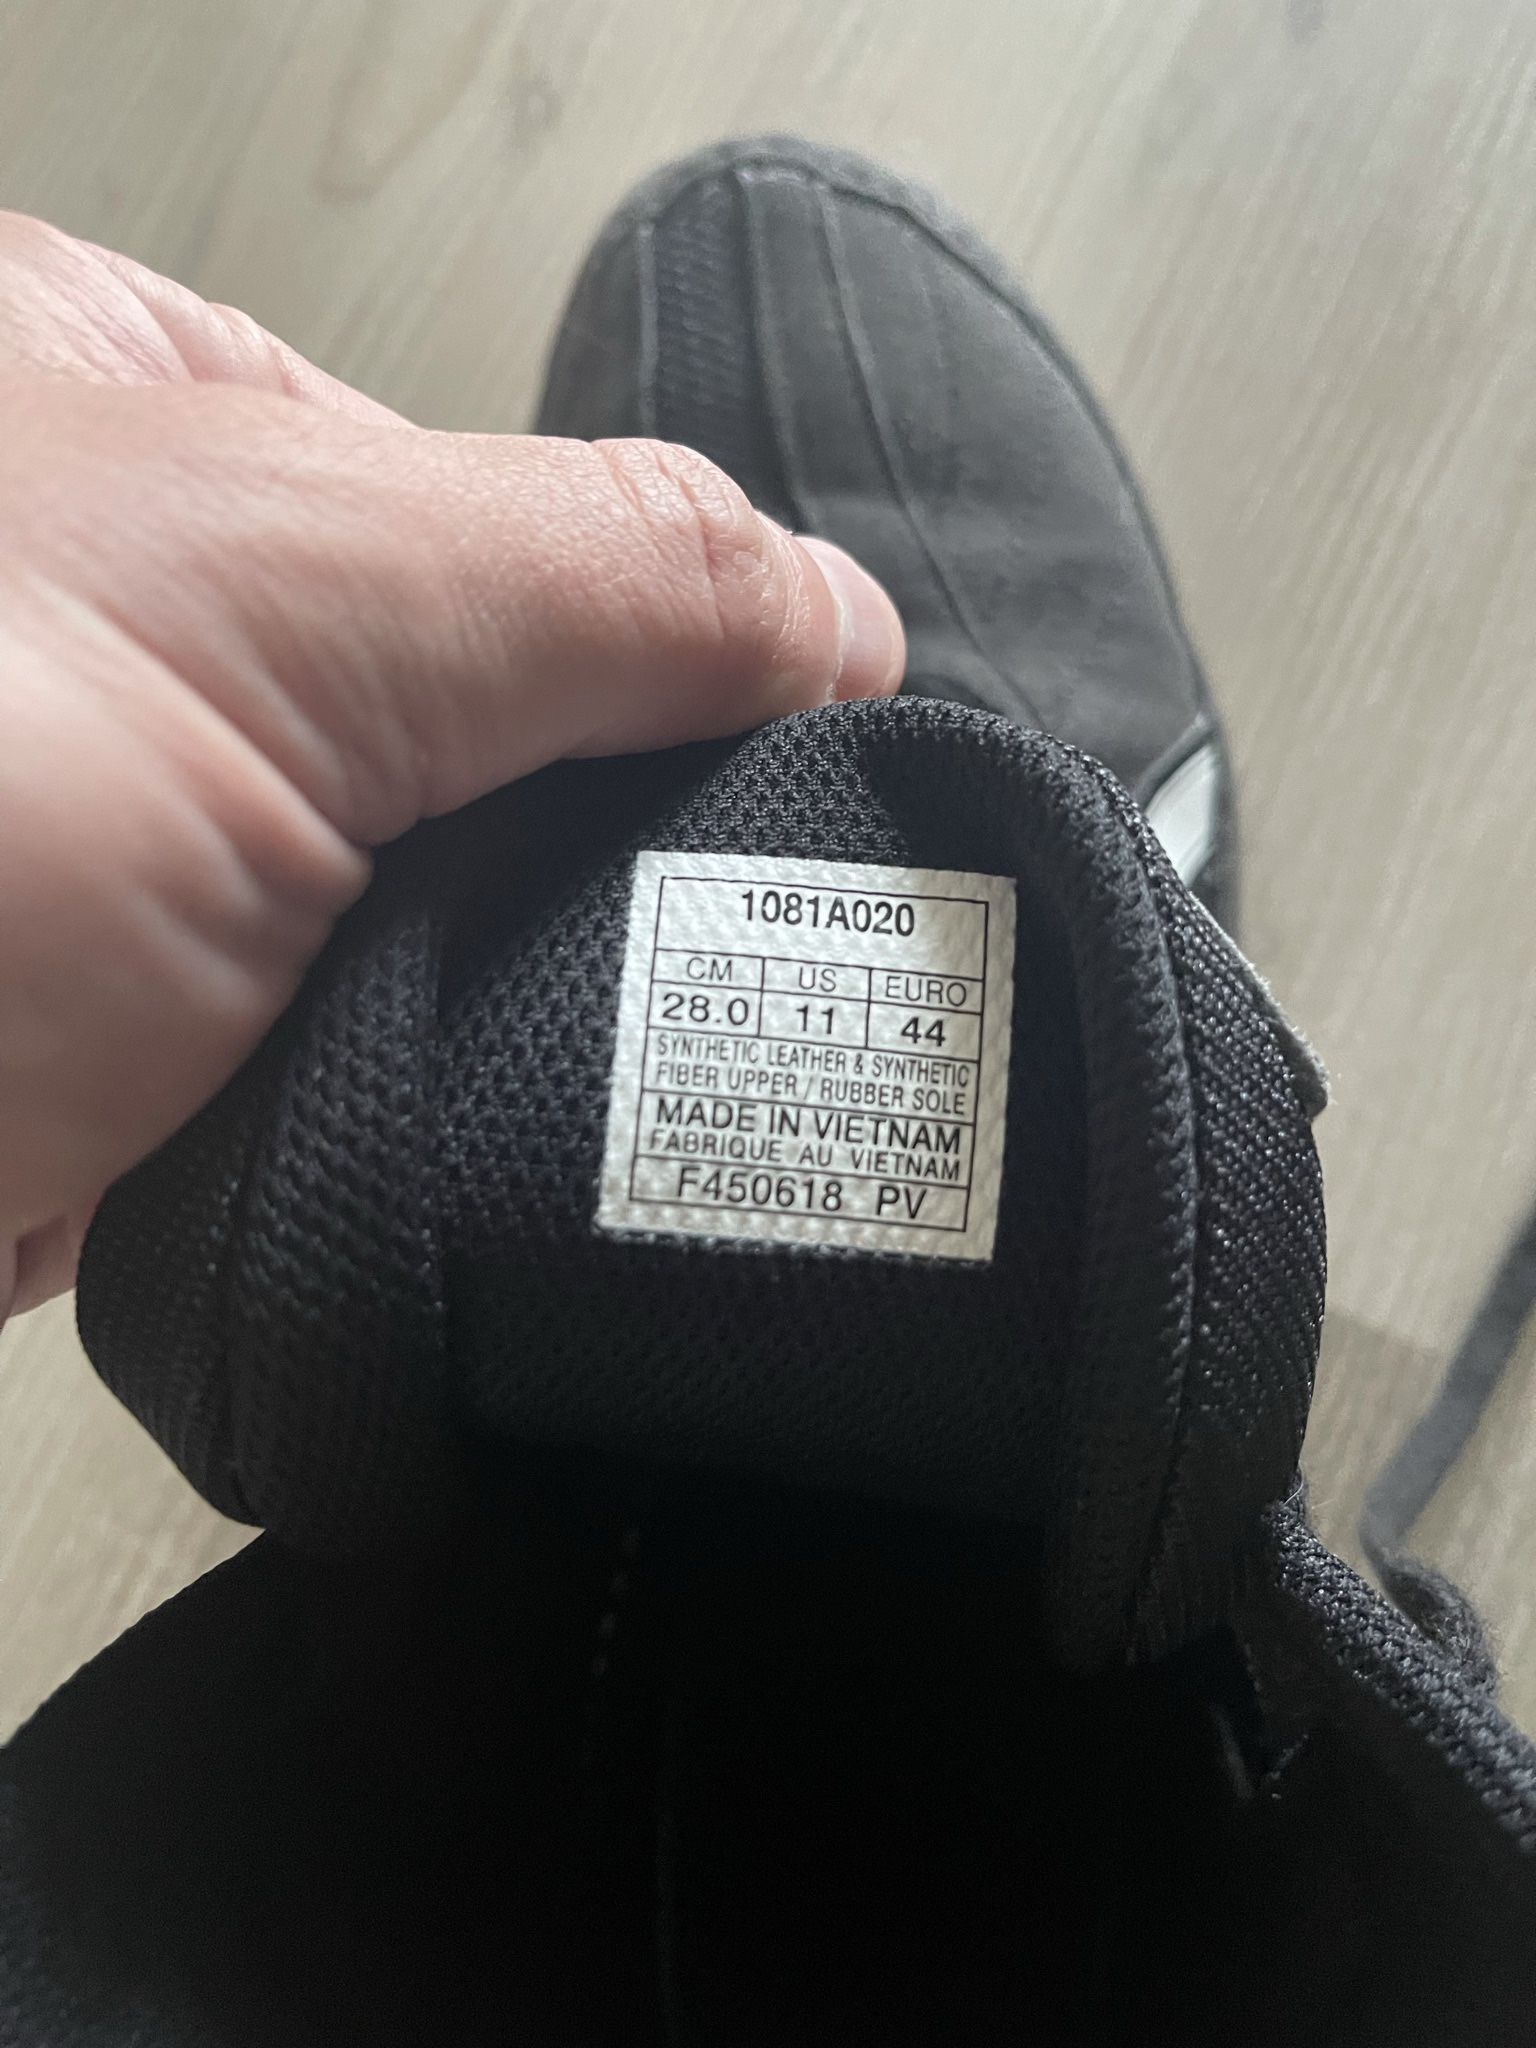 1081A020
CM US EURO
28.0 11 44
SYNTHETIC LEATHER & SYNTHETIC
FIBER UPPER / RUBBER SOLE
MADE IN VIETNAM
FABRIQUE AU VIETNAM
F450618 PV